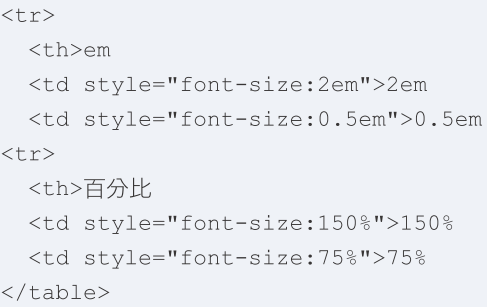 <tr>
  <th>em
  <td style="font-size:2em">2em
  <td style="font-size:0.5em">0.5em
<tr>
  <th>百分比
  <td style="font-size:150%">150%
  <td style="font-size:75%">75%
</table>